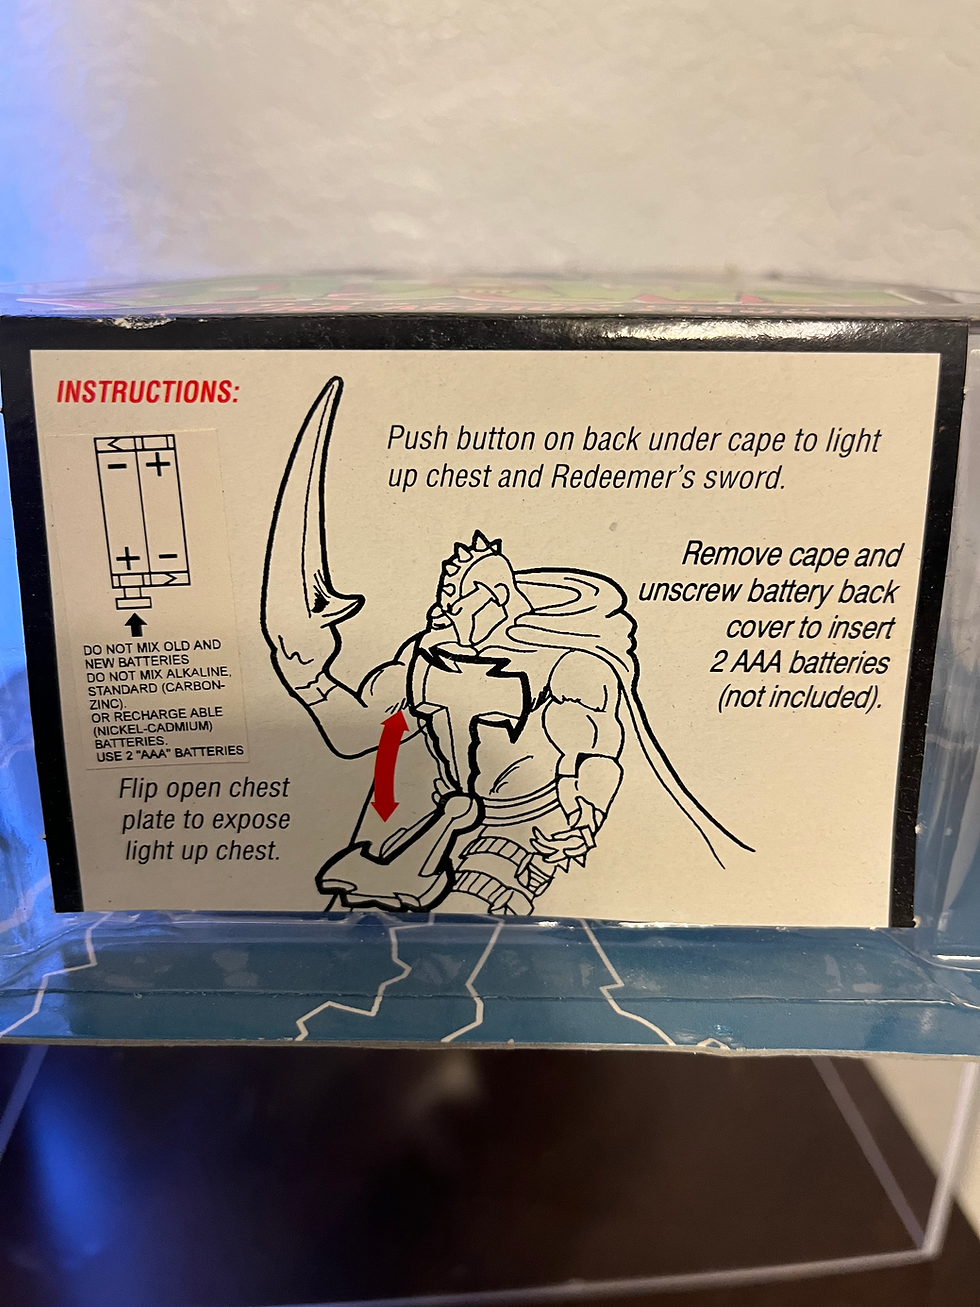 INSTRUCTIONS:
Push button on back under cape to light
up chest and Redeemer's sword.
Remove cape and
unscrew battery back
cover to insert
2 AAA batteries
(not included).
- +
+ -
DO NOT MIX OLD AND
NEW BATTERIES
DO NOT MIX ALKALINE,
STANDARD (CARBON-
ZINC).
OR RECHARGE ABLE
(NICKEL-CADMIUM)
BATTERIES.
USE 2 "AAA" BATTERIES
Flip open chest
plate to expose
light up chest.